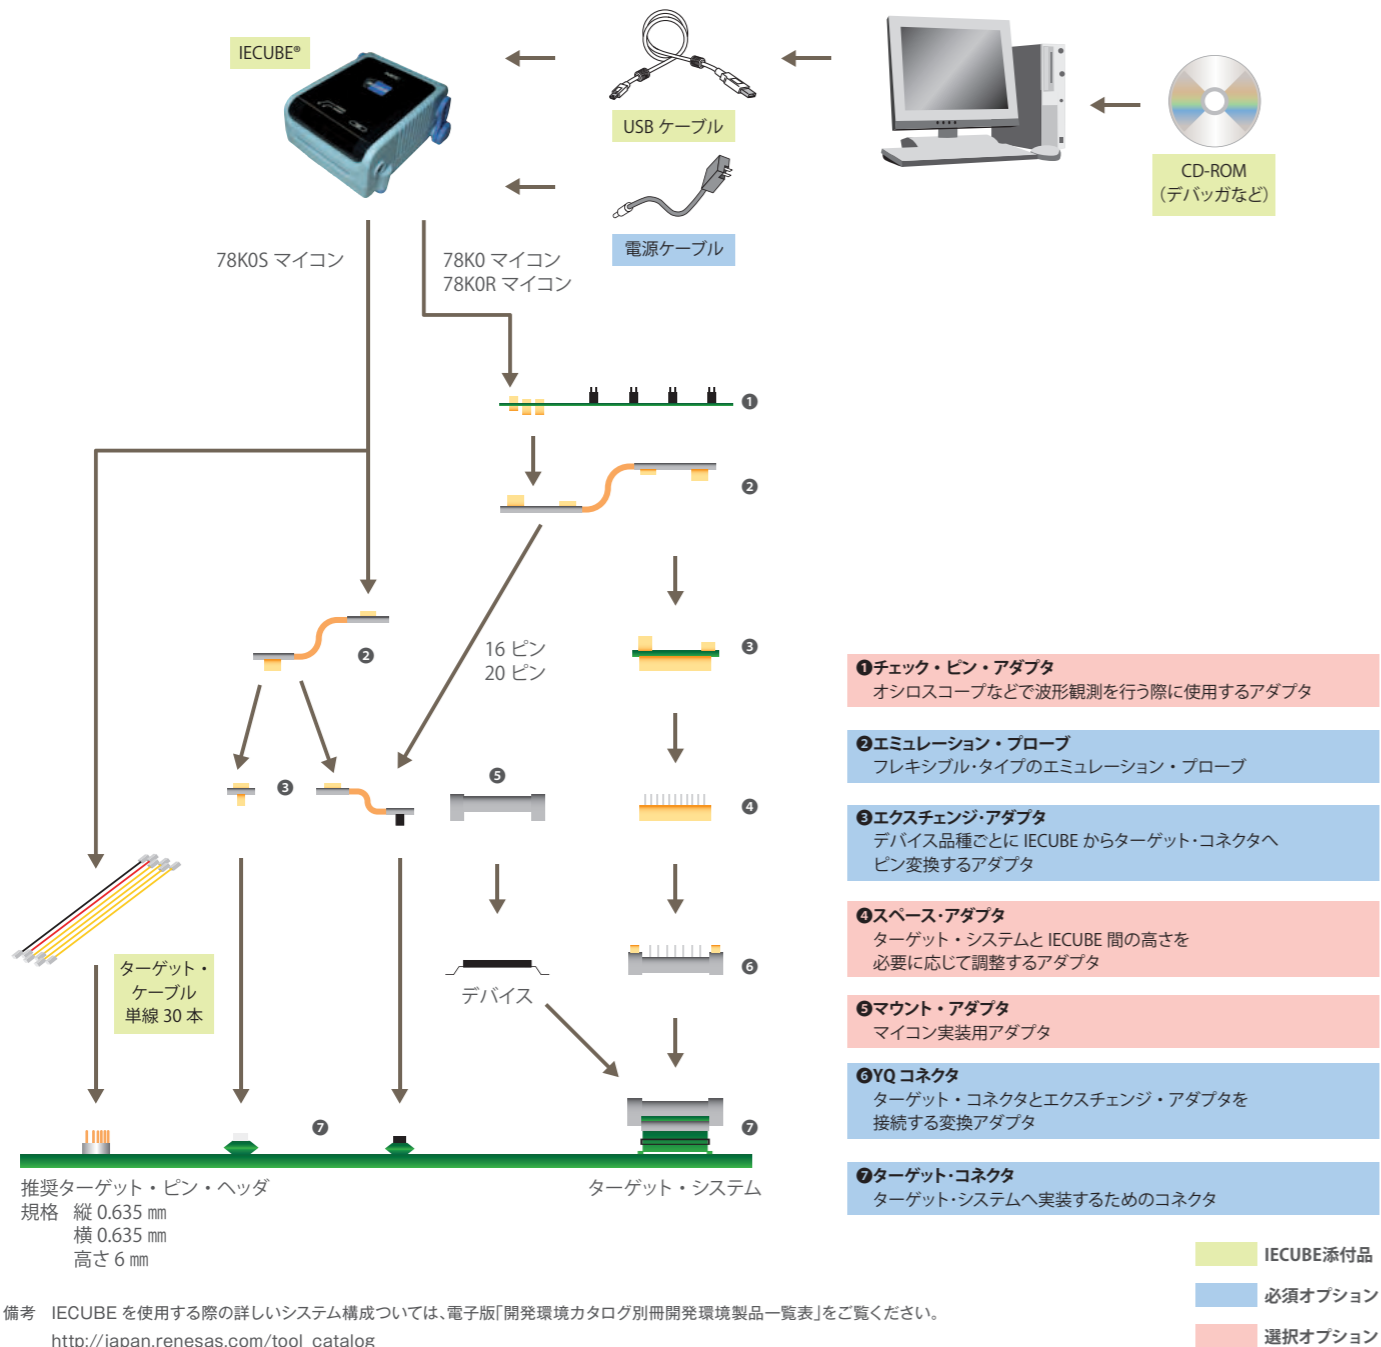 IECUBE®
USB ケーブル
CD-ROM
(デバッガなど)
電源ケーブル
78K0S マイコン
78K0 マイコン
78K0R マイコン
❶
❷
❷
16 ピン
20 ピン
❸
❸
❺
❹
ターゲット・
ケーブル
単線 30 本
デバイス
❻
❼
❼
推奨ターゲット・ピン・ヘッダ
規格 縦 0.635 ㎜
横 0.635 ㎜
高さ 6 ㎜
ターゲット・システム
❶チェック・ピン・アダプタ
オシロスコープなどで波形観測を行う際に使用するアダプタ
❷エミュレーション・プローブ
フレキシブル・タイプのエミュレーション・プローブ
❸エクスチェンジ・アダプタ
デバイス品種ごとに IECUBE からターゲット・コネクタへ
ピン変換するアダプタ
❹スペース・アダプタ
ターゲット・システムと IECUBE 間の高さを
必要に応じて調整するアダプタ
❺マウント・アダプタ
マイコン実装用アダプタ
❻YQ コネクタ
ターゲット・コネクタとエクスチェンジ・アダプタを
接続する変換アダプタ
❼ターゲット・コネクタ
ターゲット・システムへ実装するためのコネクタ
IECUBE添付品
必須オプション
選択オプション
備考 IECUBE を使用する際の詳しいシステム構成ついては、電子版「開発環境カタログ別冊開発環境製品一覧表」をご覧ください。
http://japan.renesas.com/tool_catalog